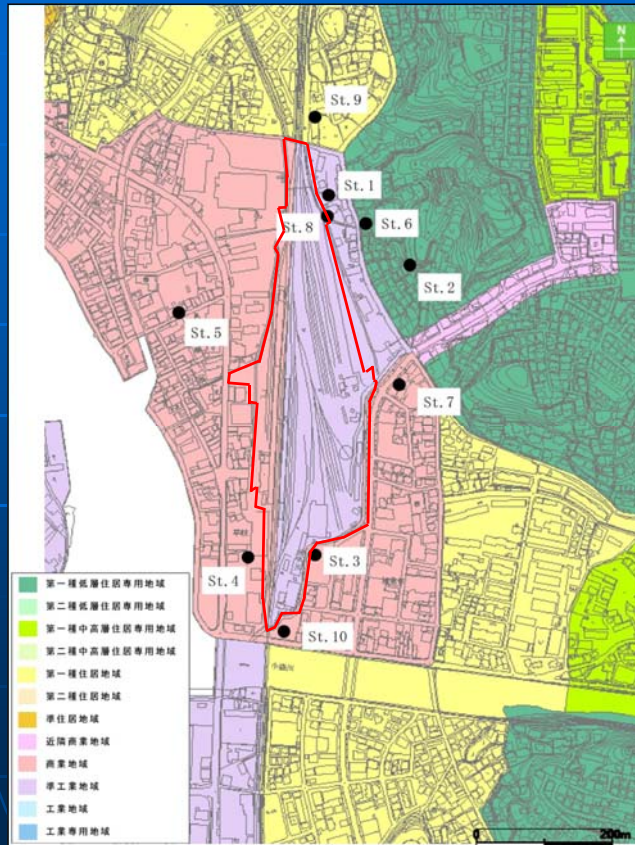 N
St.9
St.1
St.8
St.6
St.2
St.5
St.7
St.4
St.3
St.10
第一種低層住居専用地域
第二種低層住居専用地域
第一種中高層住居専用地域
第二種中高層住居専用地域
第一種住居地域
第二種住居地域
準住居地域
近隣商業地域
商業地域
準工業地域
工業地域
工業専用地域
0 200m